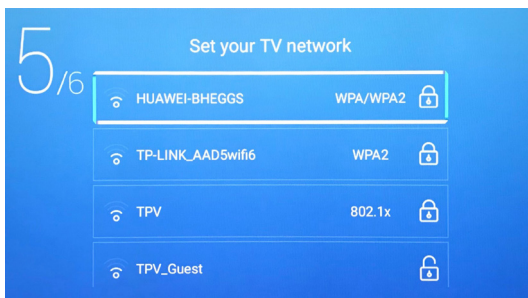 5/6
Set your TV network
HUAWEI-BHEGGS WPA/WPA2
TP-LINK_AAD5wifi6 WPA2
TPV 802.1x
TPV_Guest